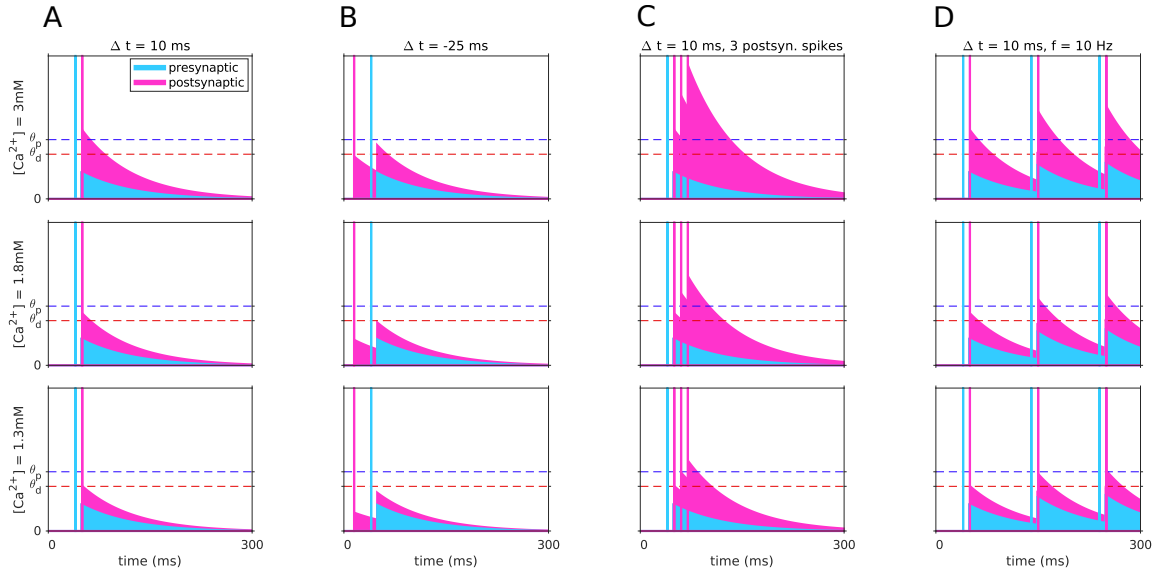 A
B
C
D
Δ t = 10 ms
Δ t = -25 ms
Δ t = 10 ms, 3 postsyn. spikes
Δ t = 10 ms, f = 10 Hz
presynaptic
postsynaptic
[Ca2+] = 3mM
θp
θd
0
[Ca2+] = 1.8mM
θp
θd
0
[Ca2+] = 1.3mM
θp
θd
0
0 300
0 300
0 300
0 300
time (ms)
time (ms)
time (ms)
time (ms)